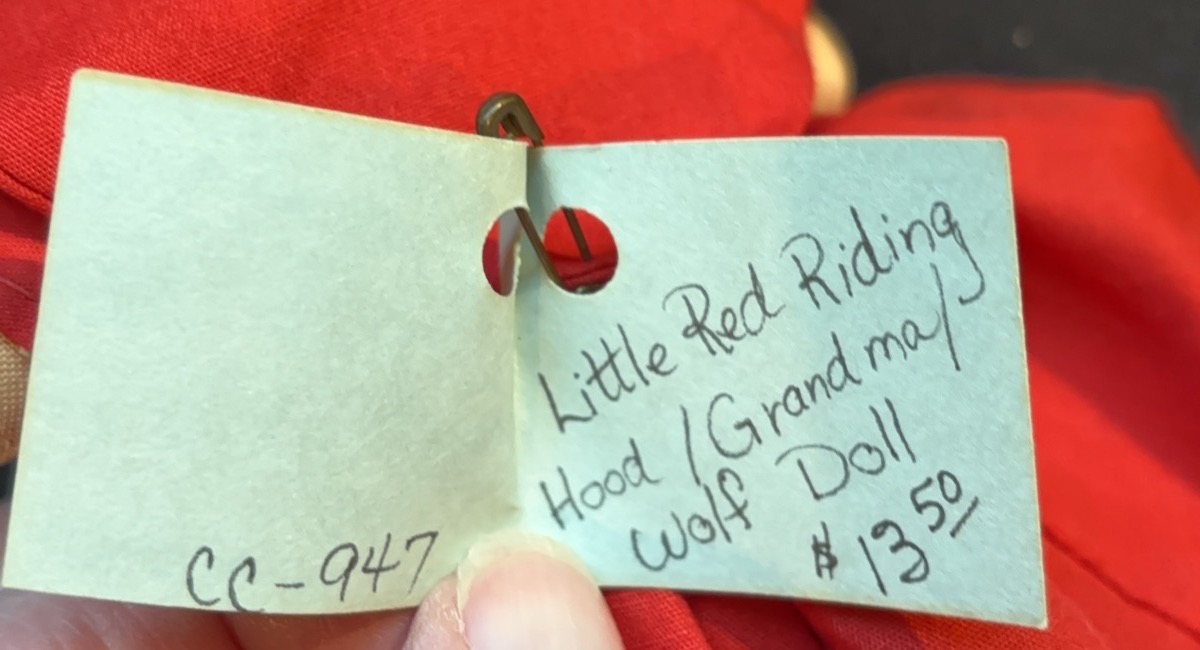 CC-947
Little Red Riding
Hood / Grandma /
Wolf Doll
$13 50